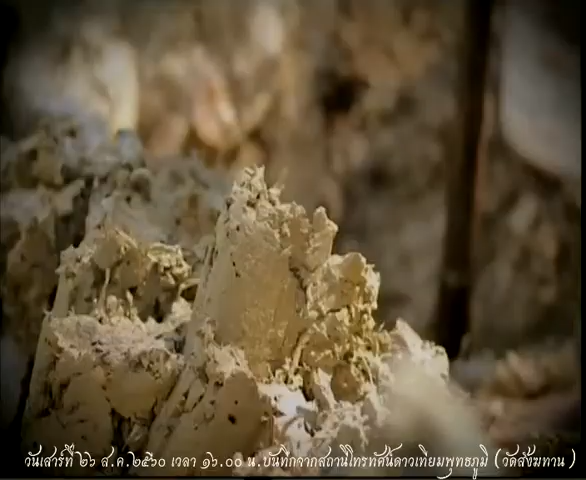 วันเสาร์ที่ ๒๖ ส.ค.๒๕๖๐ เวลา ๑๖.๐๐ น.บันทึกจากสถานีโทรทัศน์ดาวเทียมพุทธภูมิ (วัดสังฆทาน)